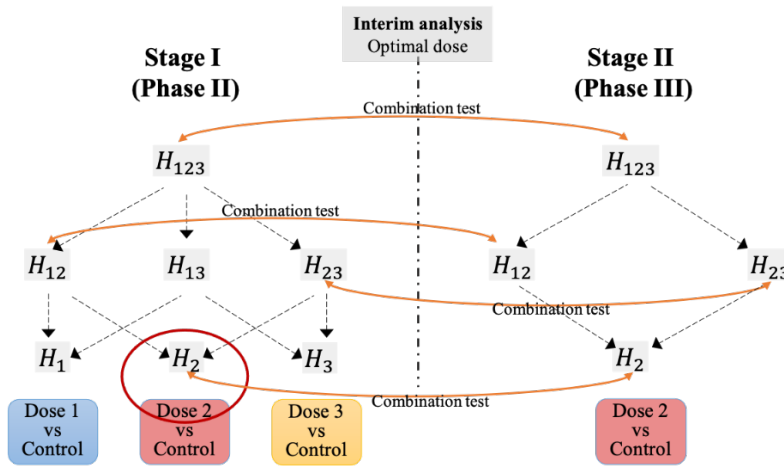 Interim analysis
Optimal dose
Stage I
(Phase II)
Stage II
(Phase III)
Combination test
H₁₂₃
H₁₂₃
Combination test
H₁₂
H₁₃
H₂₃
H₁₂
H₂₃
Combination test
H₁
H₂
H₃
H₂
Combination test
Dose 1
vs
Control
Dose 2
vs
Control
Dose 3
vs
Control
Dose 2
vs
Control